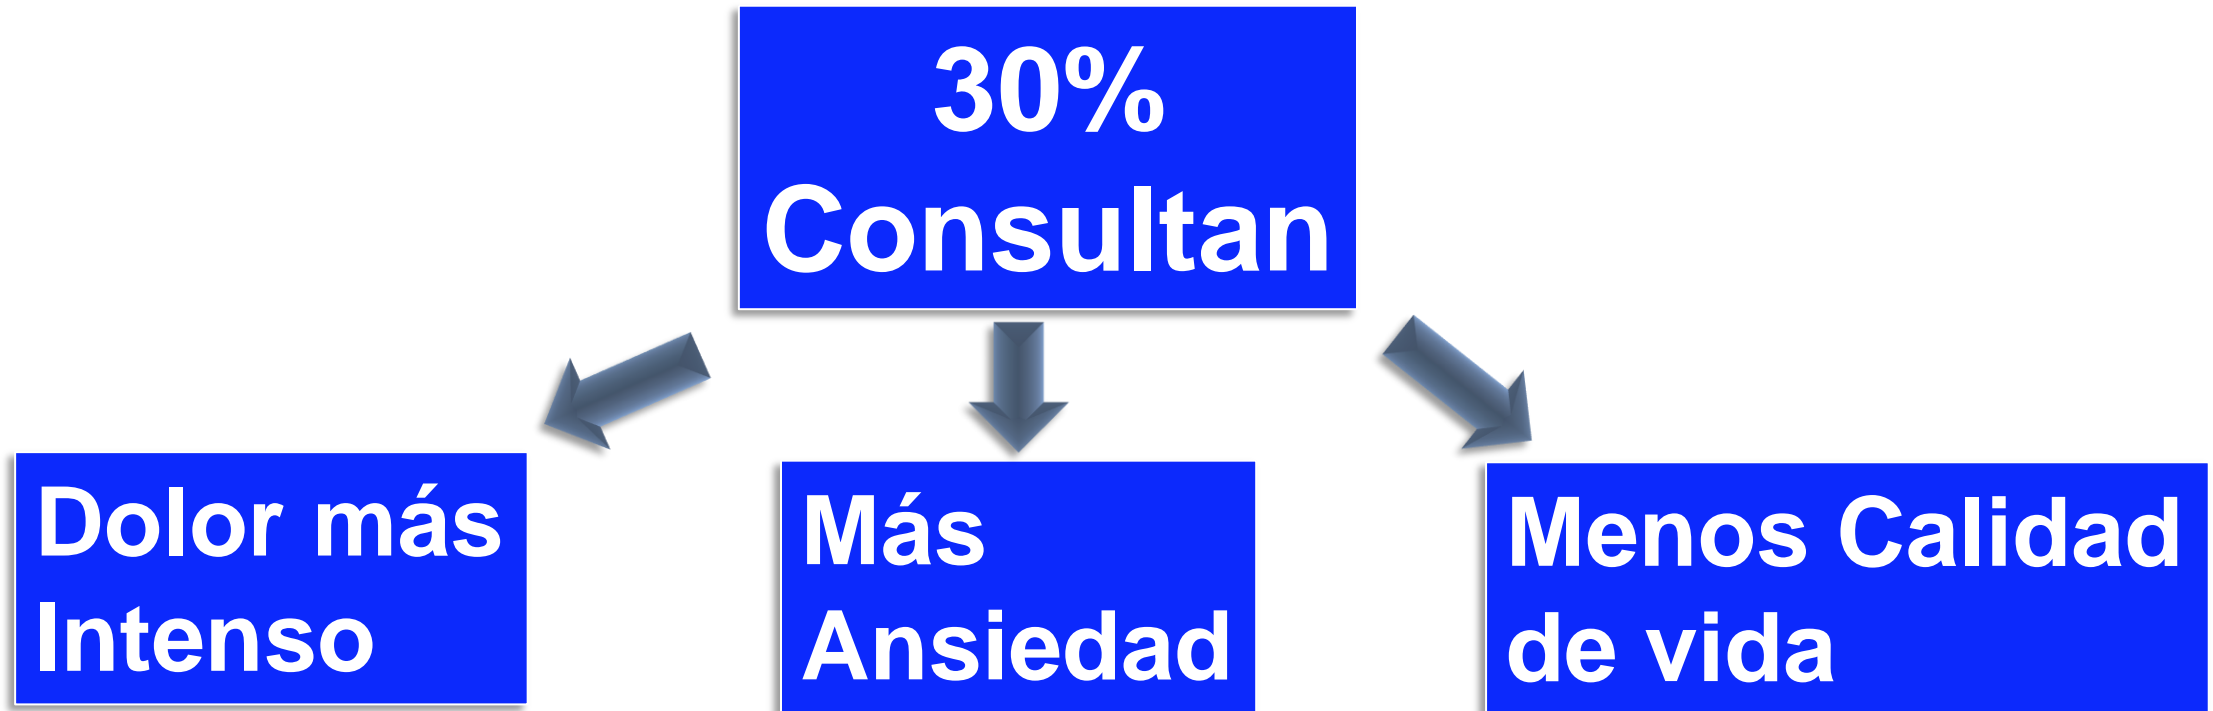 30%
Consultan
Dolor más
Intenso
Más
Ansiedad
Menos Calidad
de vida